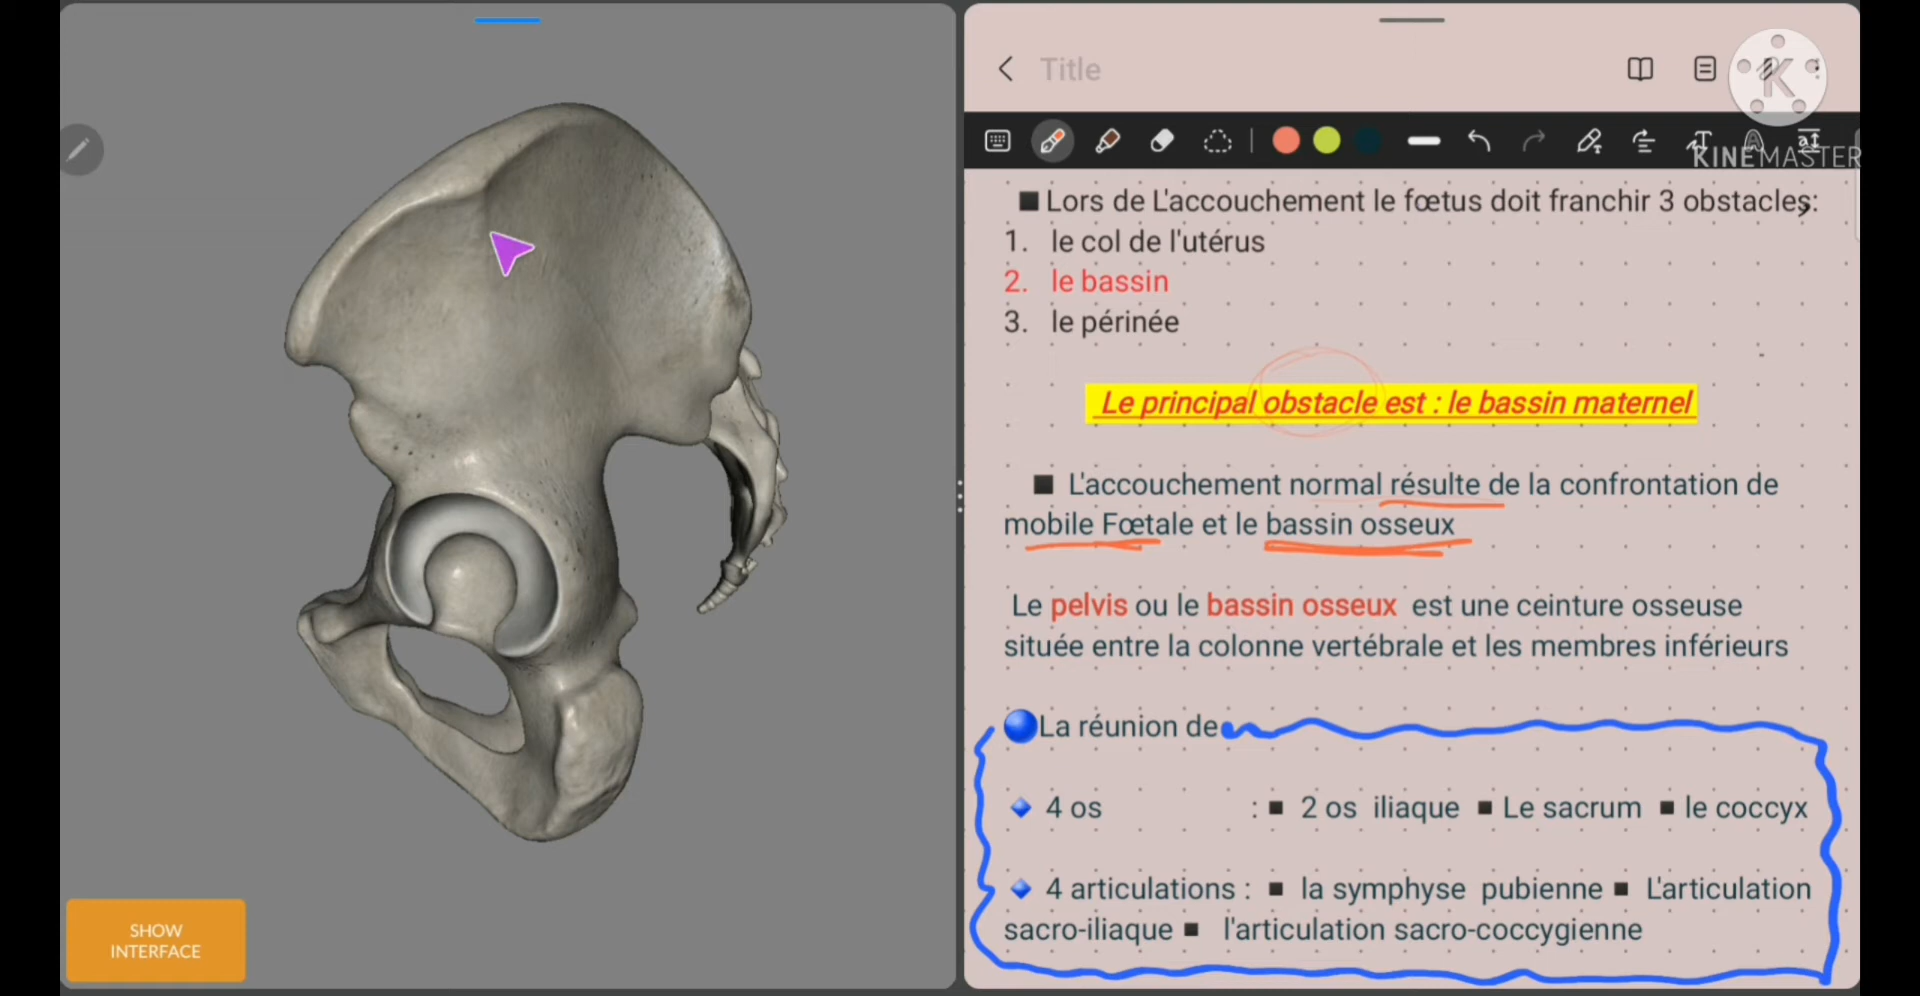 Title
KINEMASTER
■ Lors de L'accouchement le fœtus doit franchir 3 obstacles:
1. le col de l'utérus
2. le bassin
3. le périnée
Le principal obstacle est : le bassin maternel
■ L'accouchement normal résulte de la confrontation de
mobile Fœtale et le bassin osseux
Le pelvis ou le bassin osseux est une ceinture osseuse
située entre la colonne vertébrale et les membres inférieurs
La réunion de
4 os : ■ 2 os iliaque ■ Le sacrum ■ le coccyx
4 articulations : ■ la symphyse pubienne ■ L'articulation
sacro-iliaque ■ l'articulation sacro-coccygienne
SHOW
INTERFACE